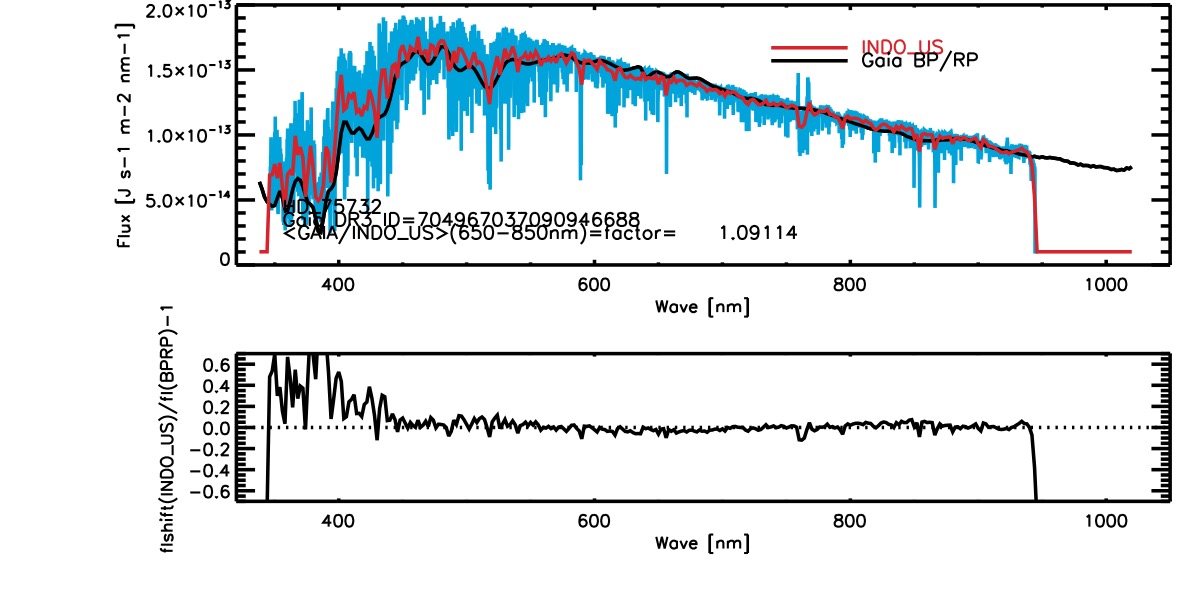 2.0×10−13
1.5×10−13
1.0×10−13
5.0×10−14
0
Flux [J s−1 m−2 nm−1]
INDO_US
Gaia BP/RP
HD 75732
Gaia DR3 ID=704967037090946688
<GAIA/INDO_US>(650−850nm)=factor= 1.09114
400 600 800 1000
Wave [nm]
0.6
0.4
0.2
0.0
−0.2
−0.4
−0.6
flshift(INDO_US)/fl(BPRP)−1
400 600 800 1000
Wave [nm]